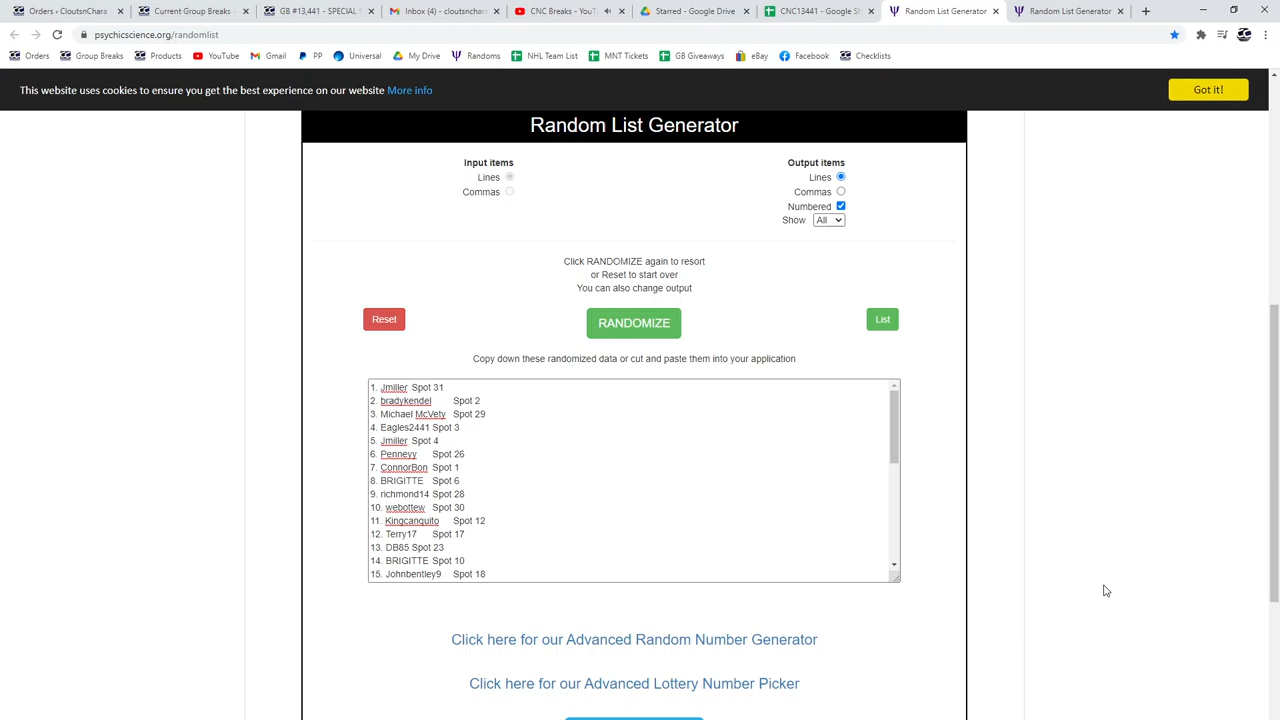 Orders ‹ CloutsnChara
Current Group Breaks –
GB #13,441 - SPECIAL S
Inbox (4) - cloutsnchare
CNC Breaks - YouT
Starred - Google Drive
CNC13441 - Google Sh
Random List Generator
Random List Generator
psychicscience.org/randomlist
Orders
Group Breaks
Products
YouTube
Gmail
PP
Universal
My Drive
Randoms
NHL Team List
MNT Tickets
GB Giveaways
eBay
Facebook
Checklists
This website uses cookies to ensure you get the best experience on our website More info
Got it!
Random List Generator
Input items
Lines
Commas
Output items
Lines
Commas
Numbered
Show All
Click RANDOMIZE again to resort
or Reset to start over
You can also change output
Reset
RANDOMIZE
List
Copy down these randomized data or cut and paste them into your application
1. Jmiller Spot 31
2. bradykendel Spot 2
3. Michael McVety Spot 29
4. Eagles2441 Spot 3
5. Jmiller Spot 4
6. Penneyy Spot 26
7. ConnorBon Spot 1
8. BRIGITTE Spot 6
9. richmond14 Spot 28
10. webottew Spot 30
11. Kingcanquito Spot 12
12. Terry17 Spot 17
13. DB85 Spot 23
14. BRIGITTE Spot 10
15. Johnbentley9 Spot 18
Click here for our Advanced Random Number Generator
Click here for our Advanced Lottery Number Picker